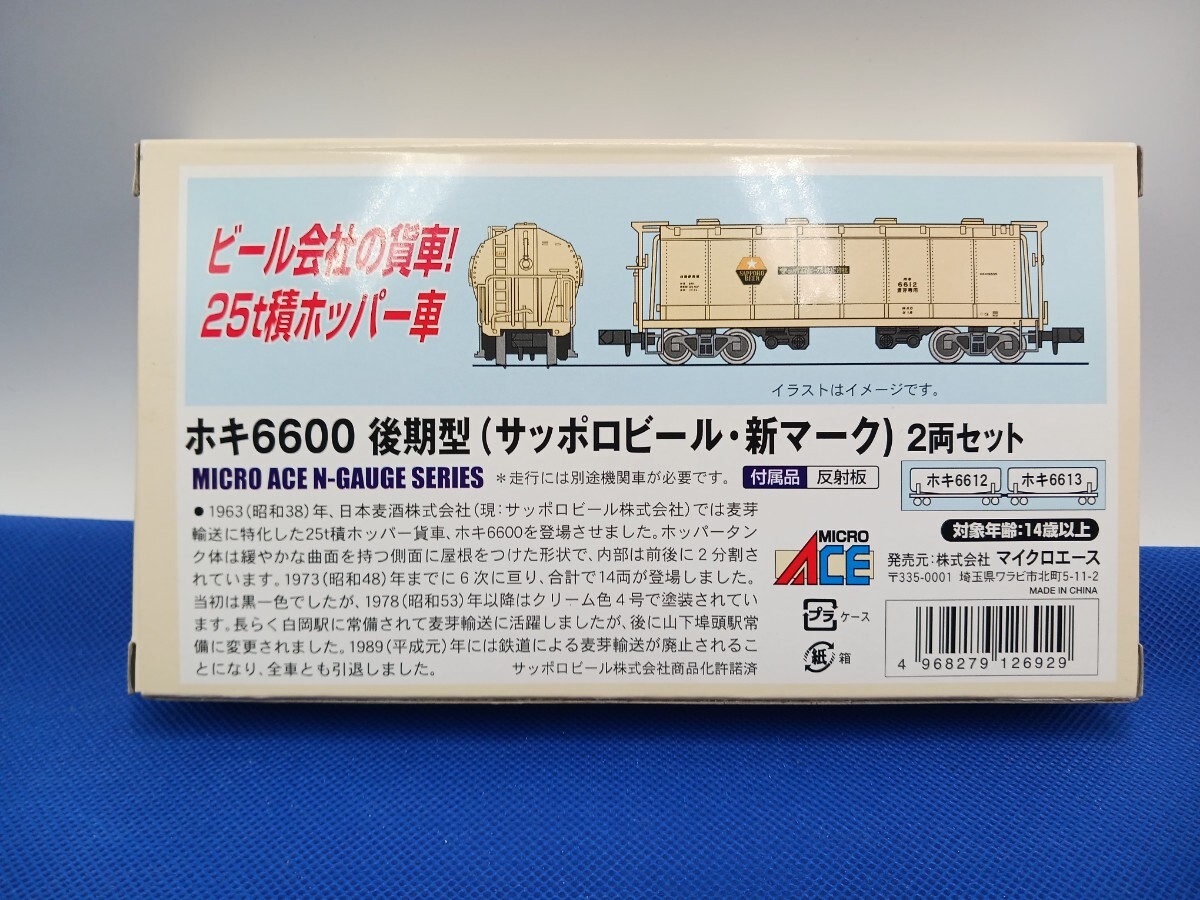 ビール会社の貨車!
25t積ホッパー車
SAPPORO
BEER
6612
麦芽専用
イラストはイメージです。
ホキ6600 後期型 (サッポロビール・新マーク) 2両セット
MICRO ACE N-GAUGE SERIES ＊走行には別途機関車が必要です。 付属品 反射板
ホキ6612 ホキ6613
●1963(昭和38)年、日本麦酒株式会社(現:サッポロビール株式会社)では麦芽
輸送に特化した25t積ホッパー貨車、ホキ6600を登場させました。ホッパータン
ク体は緩やかな曲面を持つ側面に屋根をつけた形状で、内部は前後に2分割さ
れています。1973(昭和48)年までに6次に亘り、合計で14両が登場しました。
当初は黒一色でしたが、1978(昭和53)年以降はクリーム色4号で塗装されてい
ます。長らく白岡駅に常備されて麦芽輸送に活躍しましたが、後に山下埠頭駅常
備に変更されました。1989(平成元)年には鉄道による麦芽輸送が廃止されるこ
とになり、全車とも引退しました。 サッポロビール株式会社商品化許諾済
MICRO
ACE
対象年齢:14歳以上
発売元:株式会社 マイクロエース
〒335-0001 埼玉県ワラビ市北町5-11-2
MADE IN CHINA
プラ ケース
紙 箱
4 968279 126929